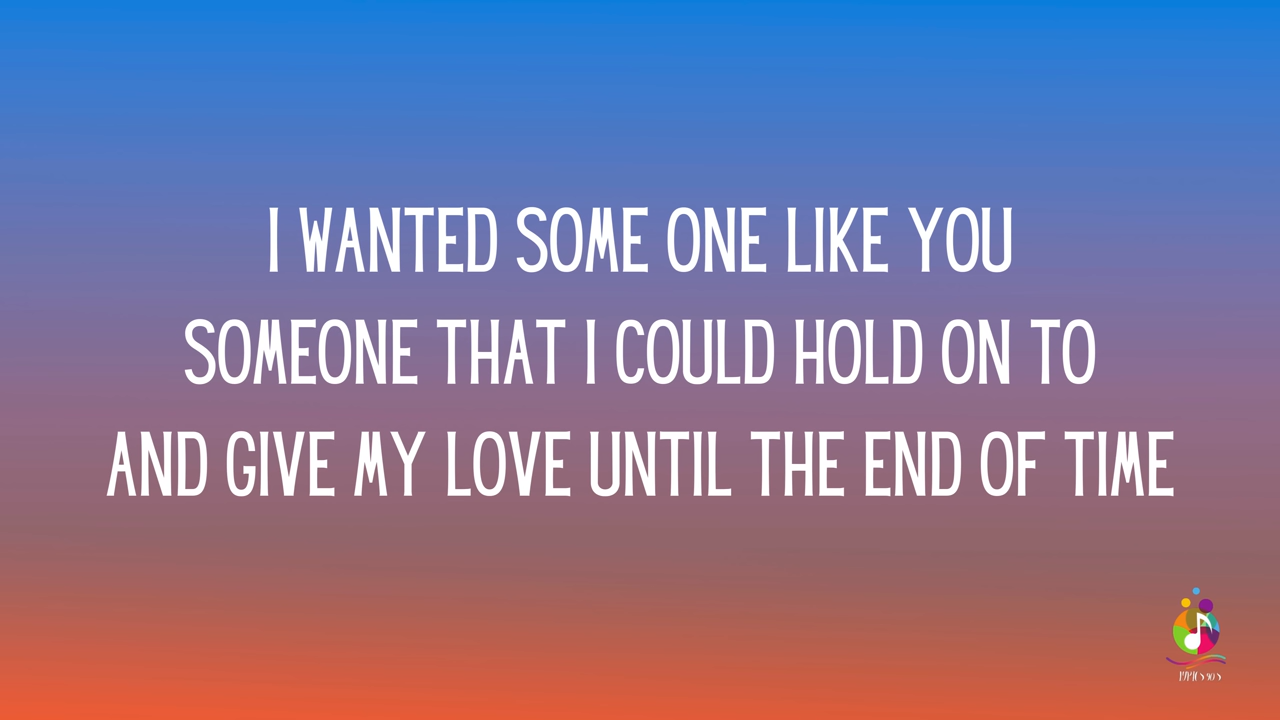 I WANTED SOME ONE LIKE YOU
SOMEONE THAT I COULD HOLD ON TO
AND GIVE MY LOVE UNTIL THE END OF TIME